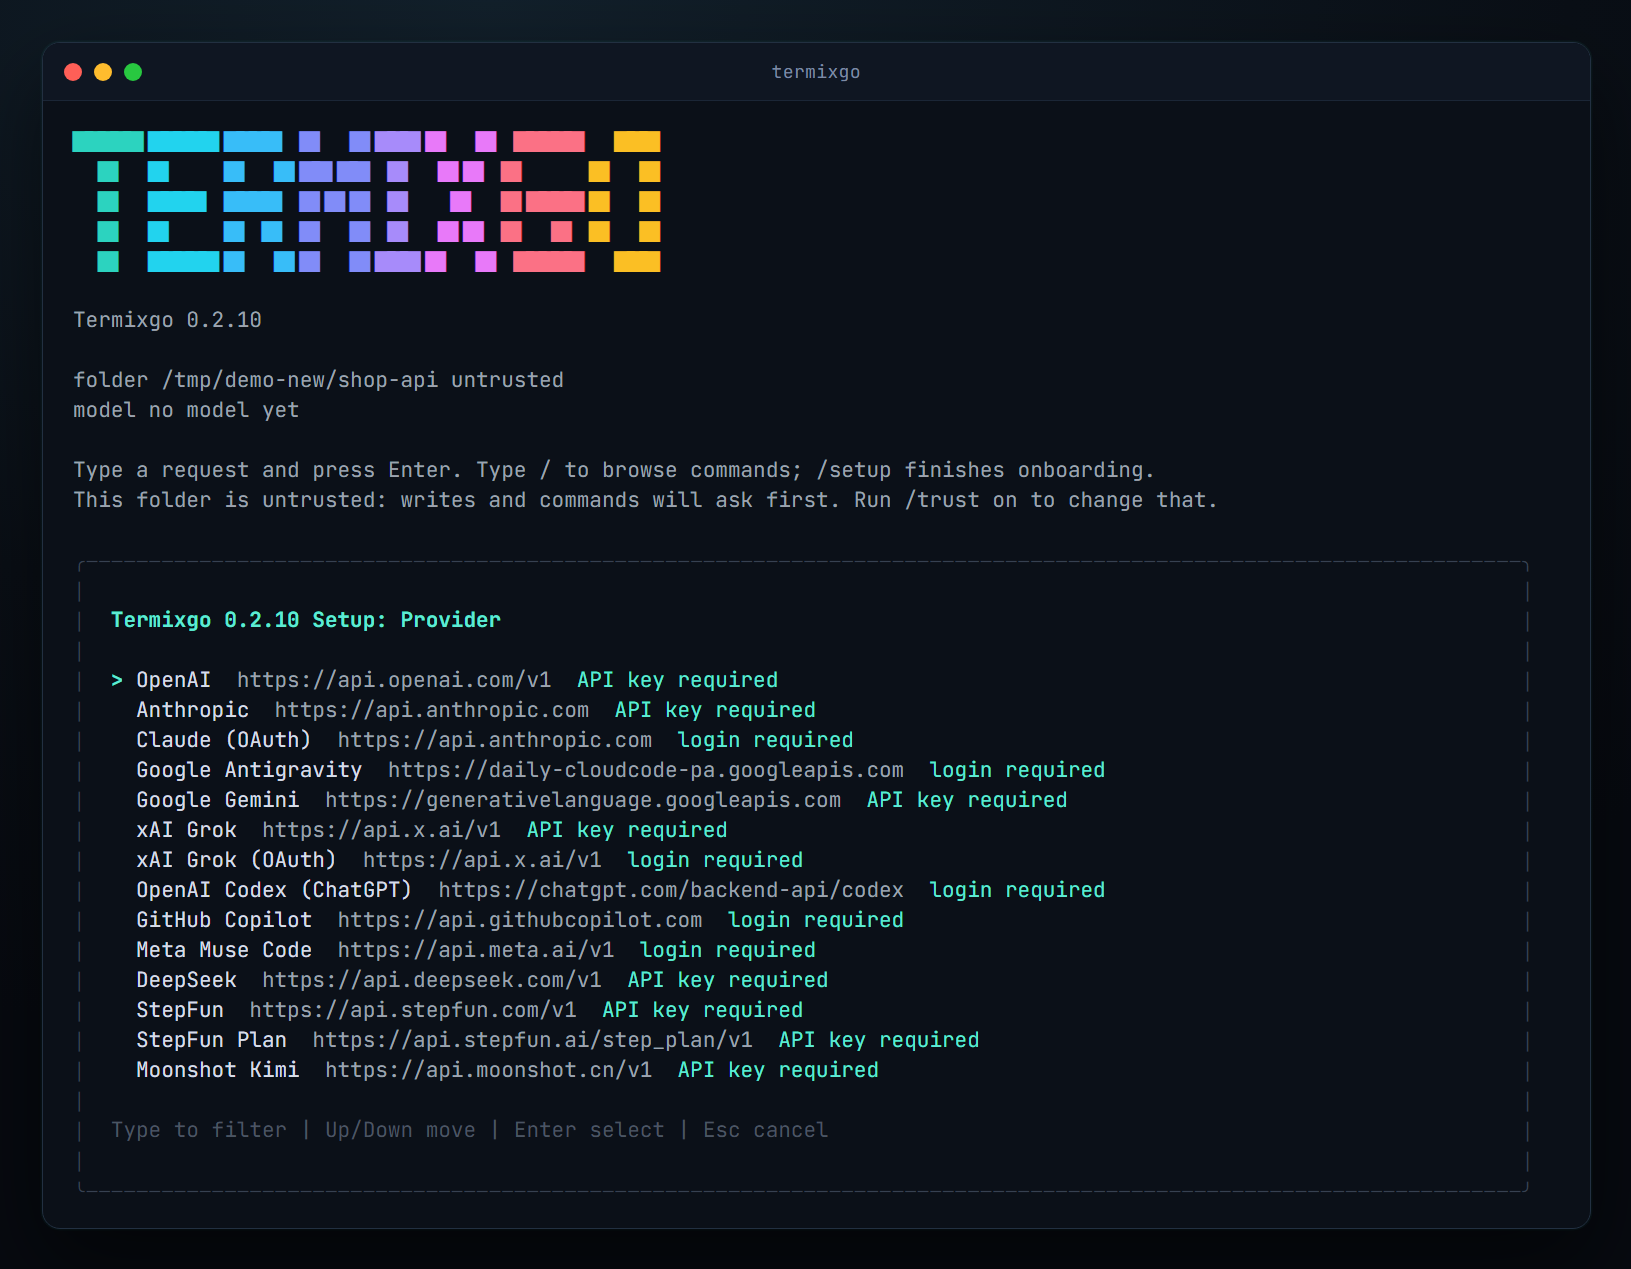 termixgo
TERMIXGO
Termixgo 0.2.10
folder /tmp/demo-new/shop-api untrusted
model no model yet
Type a request and press Enter. Type / to browse commands; /setup finishes onboarding.
This folder is untrusted: writes and commands will ask first. Run /trust on to change that.
Termixgo 0.2.10 Setup: Provider
> OpenAI  https://api.openai.com/v1  API key required
Anthropic  https://api.anthropic.com  API key required
Claude (OAuth)  https://api.anthropic.com  login required
Google Antigravity  https://daily-cloudcode-pa.googleapis.com  login required
Google Gemini  https://generativelanguage.googleapis.com  API key required
xAI Grok  https://api.x.ai/v1  API key required
xAI Grok (OAuth)  https://api.x.ai/v1  login required
OpenAI Codex (ChatGPT)  https://chatgpt.com/backend-api/codex  login required
GitHub Copilot  https://api.githubcopilot.com  login required
Meta Muse Code  https://api.meta.ai/v1  login required
DeepSeek  https://api.deepseek.com/v1  API key required
StepFun  https://api.stepfun.com/v1  API key required
StepFun Plan  https://api.stepfun.ai/step_plan/v1  API key required
Moonshot Kimi  https://api.moonshot.cn/v1  API key required
Type to filter | Up/Down move | Enter select | Esc cancel